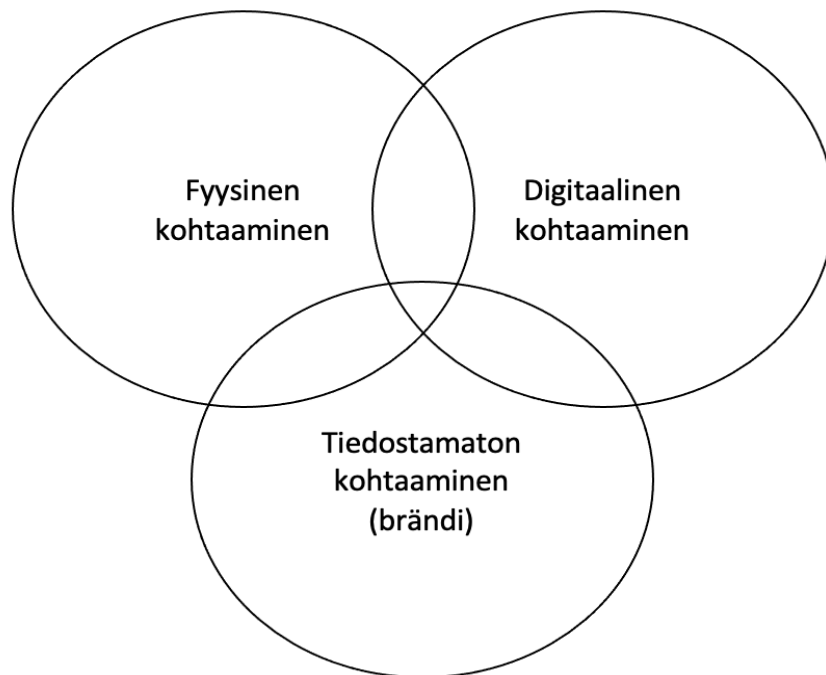 Fyysinen
kohtaaminen
Digitaalinen
kohtaaminen
Tiedostamaton
kohtaaminen
(brändi)